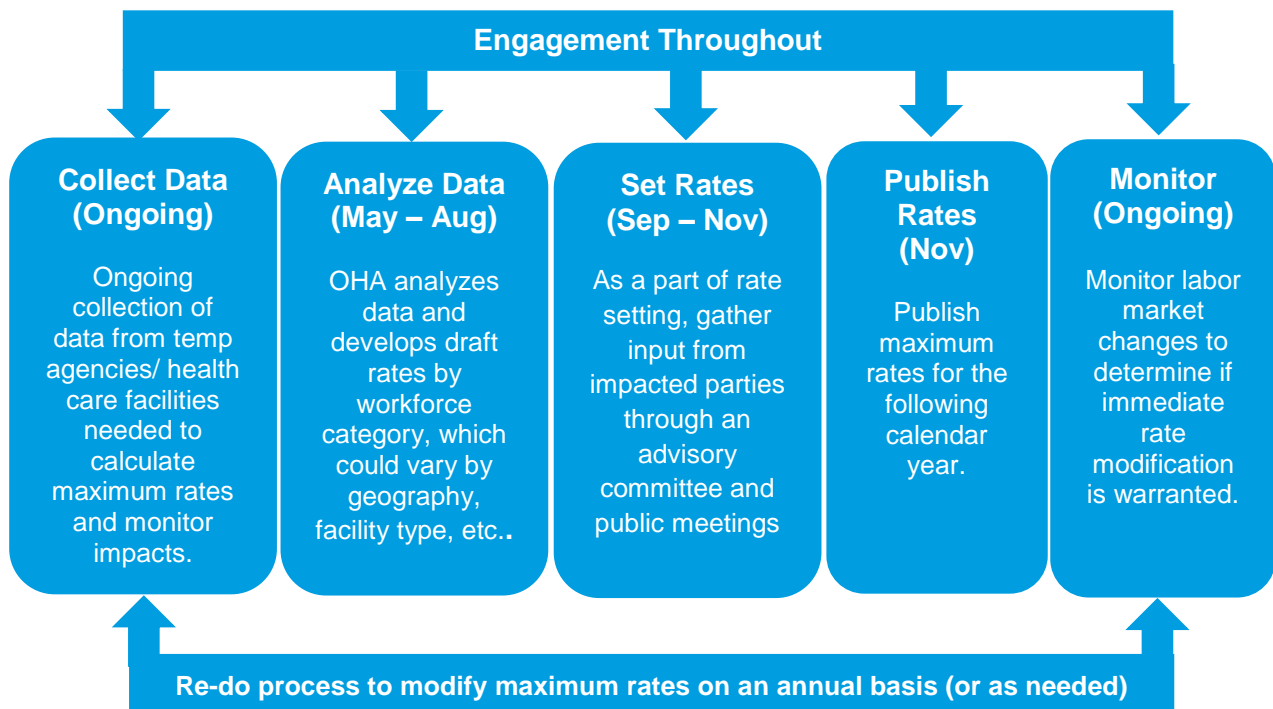 Engagement Throughout
Collect Data
(Ongoing)
Ongoing
collection of
data from temp
agencies/ health
care facilities
needed to
calculate
maximum rates
and monitor
impacts.
Analyze Data
(May – Aug)
OHA analyzes
data and
develops draft
rates by
workforce
category, which
could vary by
geography,
facility type, etc..
Set Rates
(Sep – Nov)
As a part of rate
setting, gather
input from
impacted parties
through an
advisory
committee and
public meetings
Publish
Rates
(Nov)
Publish
maximum
rates for the
following
calendar
year.
Monitor
(Ongoing)
Monitor labor
market
changes to
determine if
immediate
rate
modification
is warranted.
Re-do process to modify maximum rates on an annual basis (or as needed)